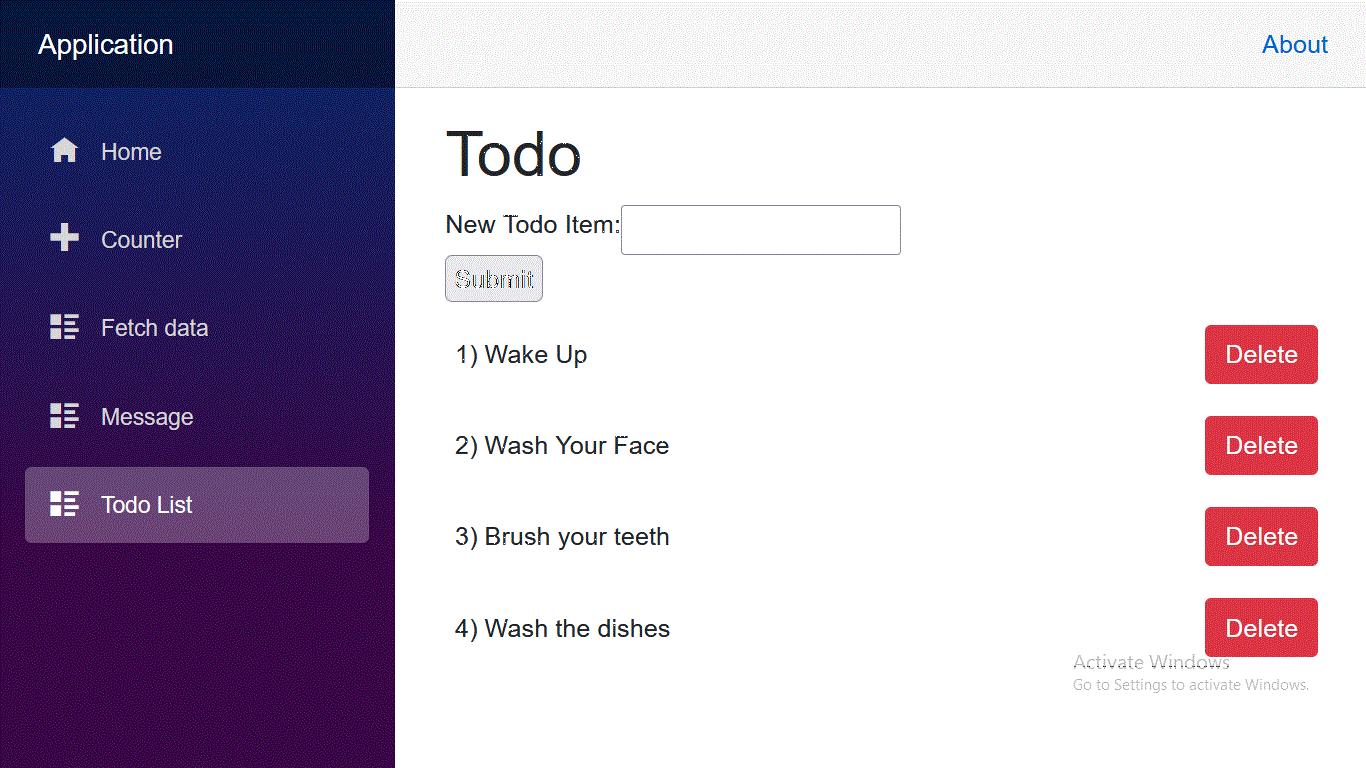 Application
About
Home
Counter
Fetch data
Message
Todo List
Todo
New Todo Item:
Submit
1) Wake Up Delete
2) Wash Your Face Delete
3) Brush your teeth Delete
4) Wash the dishes Delete
Activate Windows
Go to Settings to activate Windows.